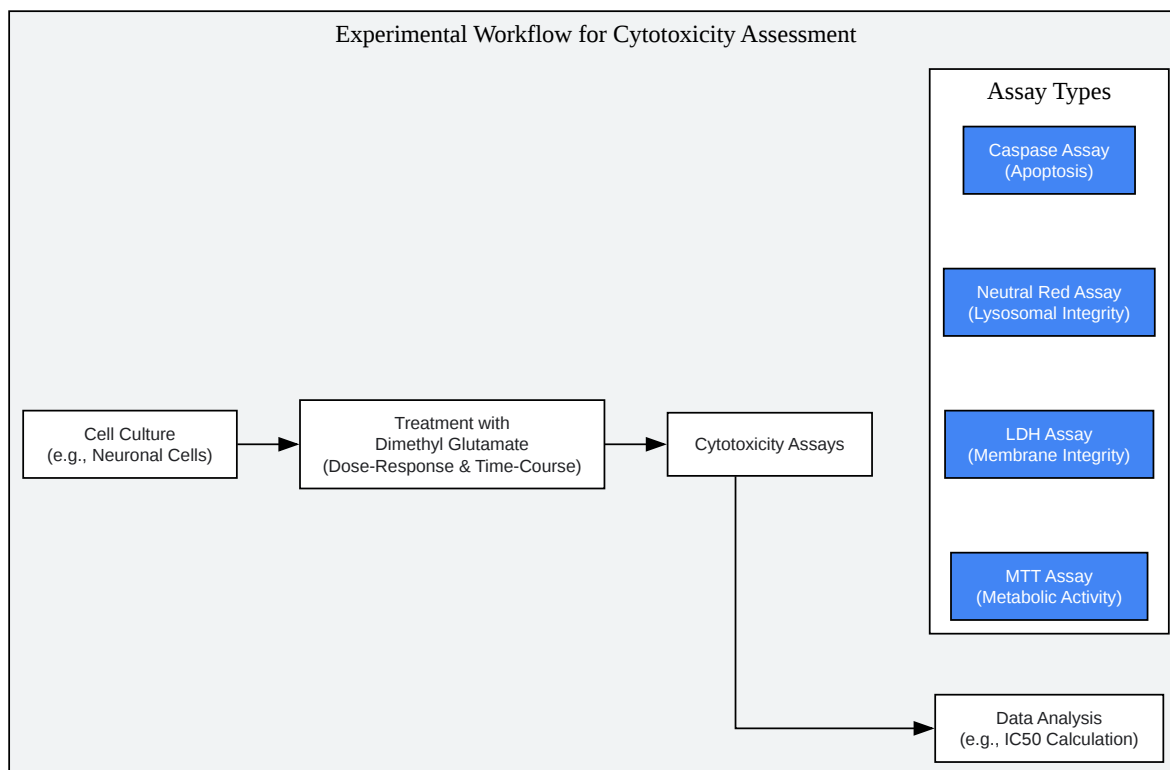 Experimental Workflow for Cytotoxicity Assessment
Assay Types
Caspase Assay
(Apoptosis)
Neutral Red Assay
(Lysosomal Integrity)
Cell Culture
(e.g., Neuronal Cells)
Treatment with
Dimethyl Glutamate
(Dose-Response & Time-Course)
Cytotoxicity Assays
LDH Assay
(Membrane Integrity)
MTT Assay
(Metabolic Activity)
Data Analysis
(e.g., IC50 Calculation)